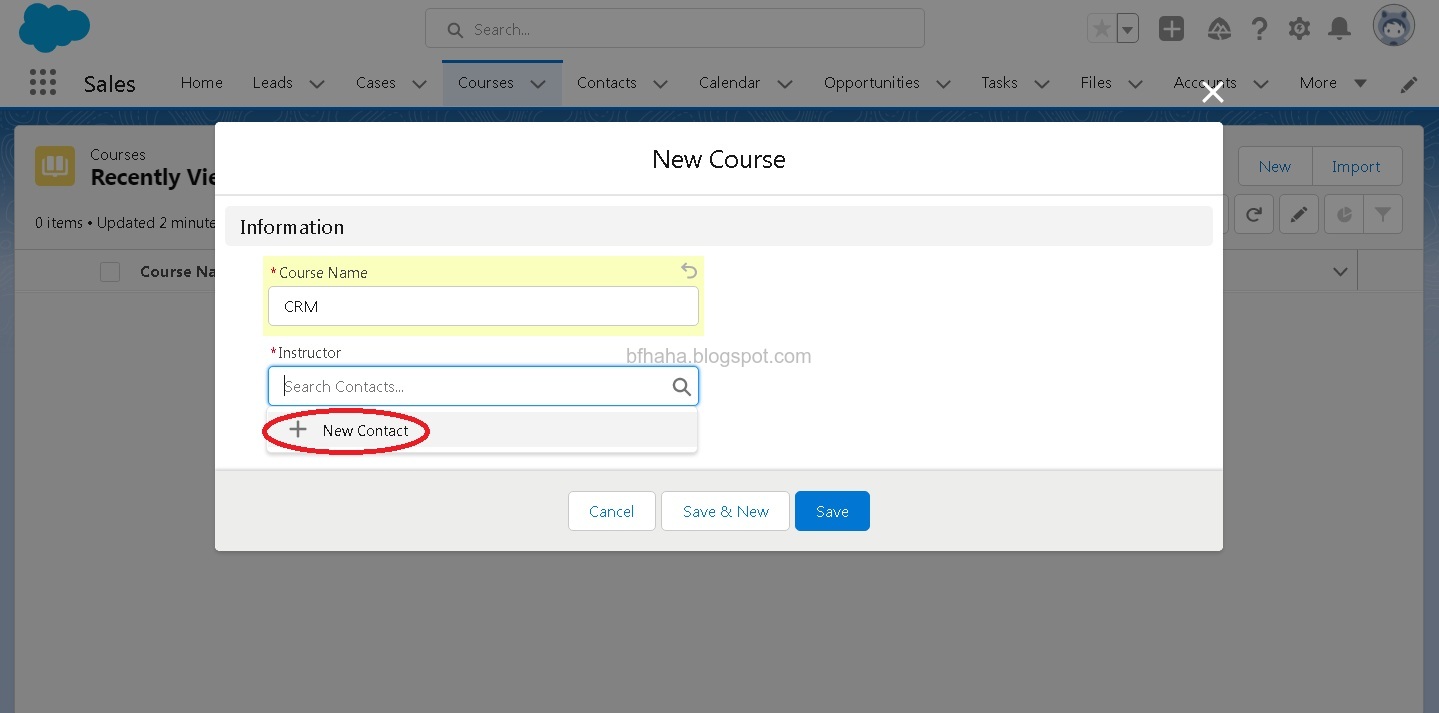 Search...
Sales Home Leads Cases Courses Contacts Calendar Opportunities Tasks Files Accounts More
New Course
Courses
Recently Vie
New Import
0 items • Updated 2 minute
Information
Course Na
*Course Name
CRM
*Instructor
bfhaha.blogspot.com
Search Contacts...
New Contact
Cancel Save & New Save